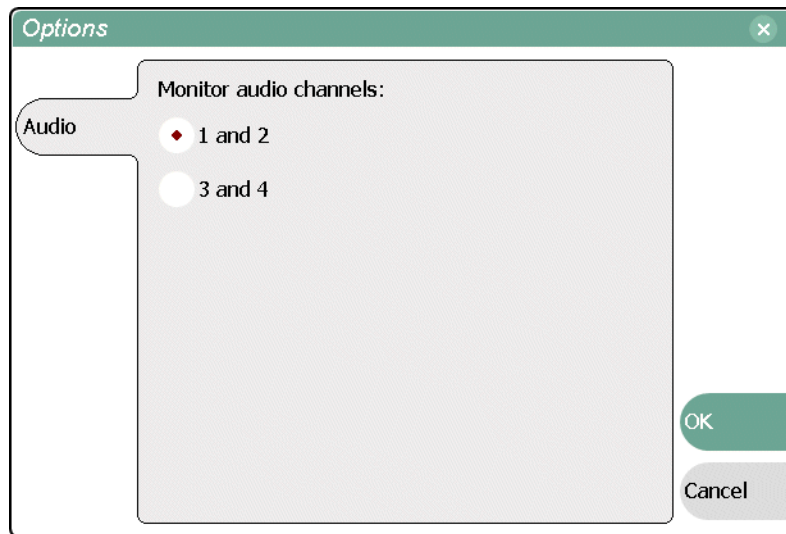 Options
Audio
Monitor audio channels:
1 and 2
3 and 4
OK
Cancel